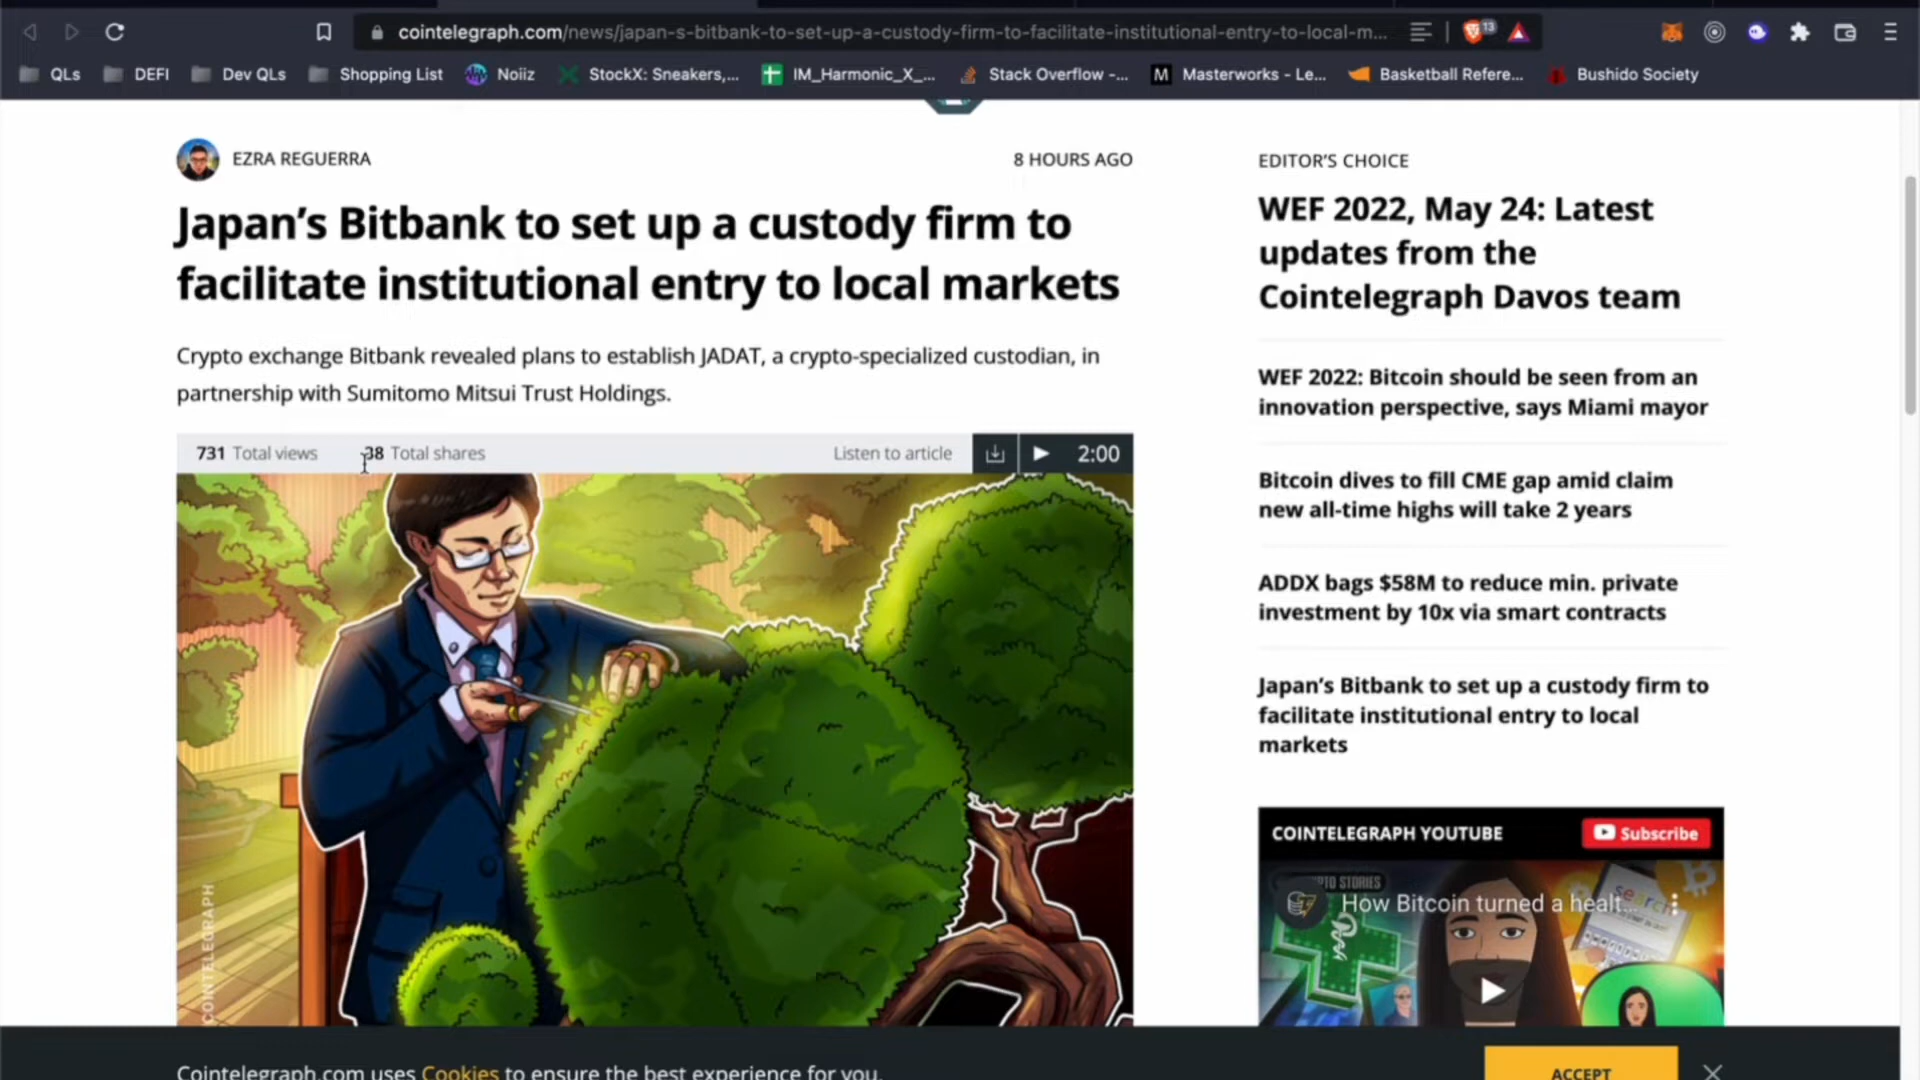 cointelegraph.com/news/japan-s-bitbank-to-set-up-a-custody-firm-to-facilitate-institutional-entry-to-local-m...
13
QLs DEFI Dev QLs Shopping List Noiiz StockX: Sneakers,... IM_Harmonic_X_... Stack Overflow -... M Masterworks - Le... Basketball Refere... Bushido Society
EZRA REGUERRA
8 HOURS AGO
Japan’s Bitbank to set up a custody firm to
facilitate institutional entry to local markets
Crypto exchange Bitbank revealed plans to establish JADAT, a crypto-specialized custodian, in
partnership with Sumitomo Mitsui Trust Holdings.
731 Total views 38 Total shares Listen to article 2:00
COINTELEGRAPH
EDITOR’S CHOICE
WEF 2022, May 24: Latest
updates from the
Cointelegraph Davos team
WEF 2022: Bitcoin should be seen from an
innovation perspective, says Miami mayor
Bitcoin dives to fill CME gap amid claim
new all-time highs will take 2 years
ADDX bags $58M to reduce min. private
investment by 10x via smart contracts
Japan’s Bitbank to set up a custody firm to
facilitate institutional entry to local
markets
COINTELEGRAPH YOUTUBE Subscribe
STORIES
How Bitcoin turned a healt...
search
Cointelegraph.com uses Cookies to ensure the best experience for you.
ACCEPT